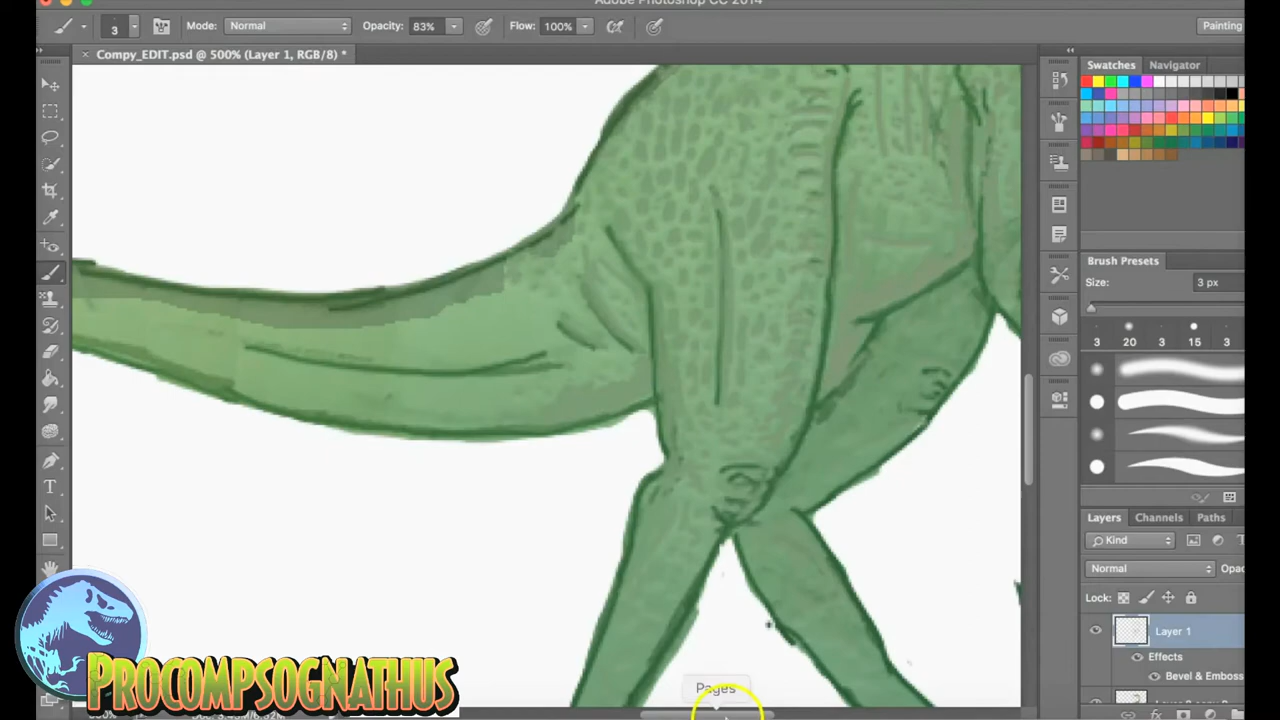 Adobe Photoshop CC 2014
3 Mode: Normal Opacity: 83% Flow: 100% Painting
× Compy_EDIT.psd @ 500% (Layer 1, RGB/8) *
Swatches Navigator
Brush Presets
Size: 3 px
3 20 3 15 3
T
Layers Channels Paths
Kind T
Normal Opac
Lock:
Layer 1
Effects
Bevel & Emboss
Pages
PROCOMPSOGNATHUS